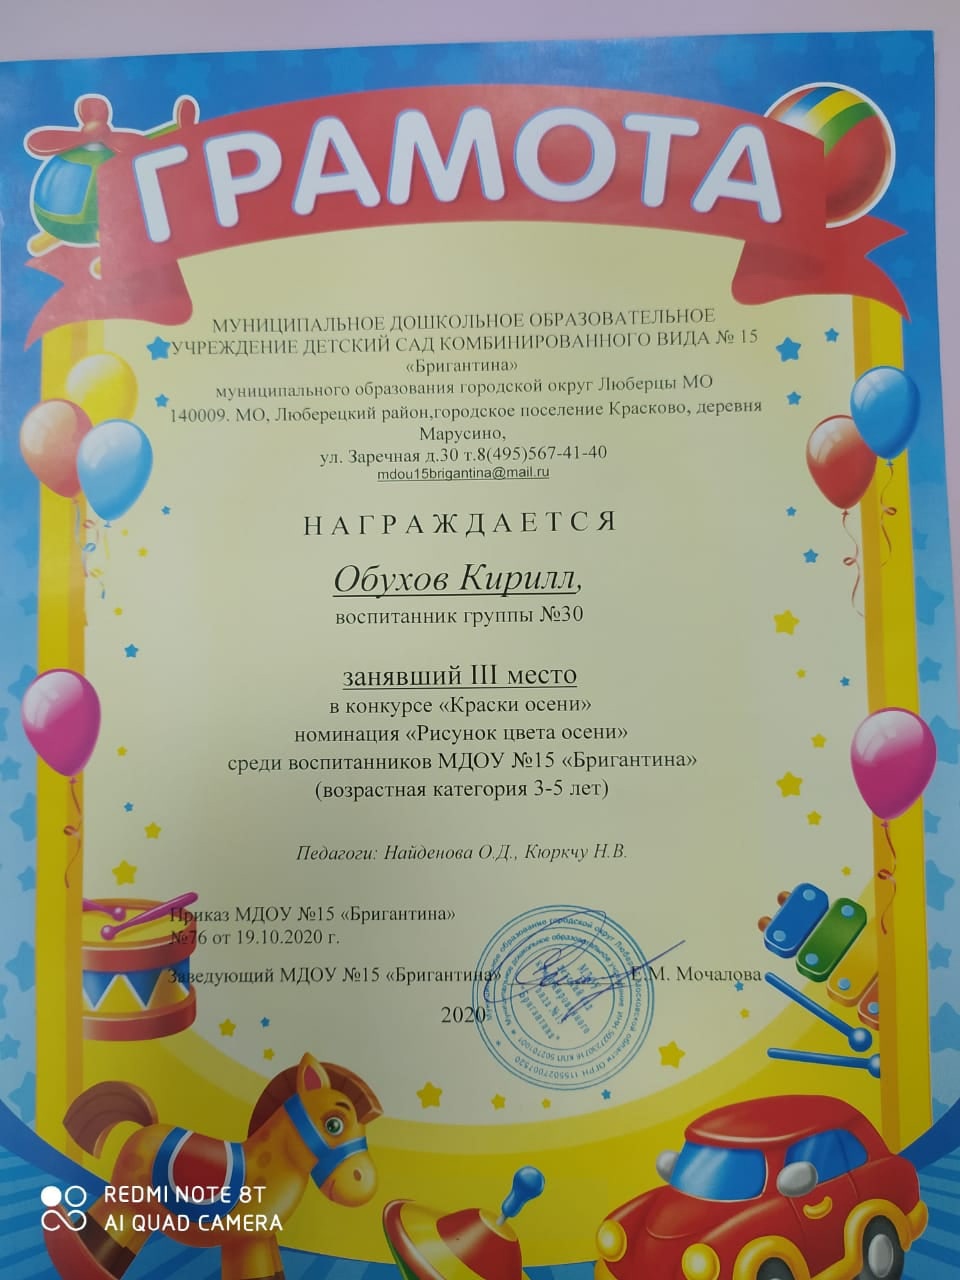 ГРАМОТА
МУНИЦИПАЛЬНОЕ ДОШКОЛЬНОЕ ОБРАЗОВАТЕЛЬНОЕ
УЧРЕЖДЕНИЕ ДЕТСКИЙ САД КОМБИНИРОВАННОГО ВИДА № 15
«Бригантина»
муниципального образования городской округ Люберцы МО
140009. МО, Люберецкий район,городское поселение Красково, деревня
Марусино,
ул. Заречная д.30 т.8(495)567-41-40
mdou15brigantina@mail.ru
НАГРАЖДАЕТСЯ
Обухов Кирилл,
воспитанник группы №30
занявший III место
в конкурсе «Краски осени»
номинация «Рисунок цвета осени»
среди воспитанников МДОУ №15 «Бригантина»
(возрастная категория 3-5 лет)
Педагоги: Найденова О.Д., Кюркчу Н.В.
Приказ МДОУ №15 «Бригантина»
№76 от 19.10.2020 г.
Заведующий МДОУ №15 «Бригантина» Е.М. Мочалова
2020
REDMI NOTE 8T
AI QUAD CAMERA